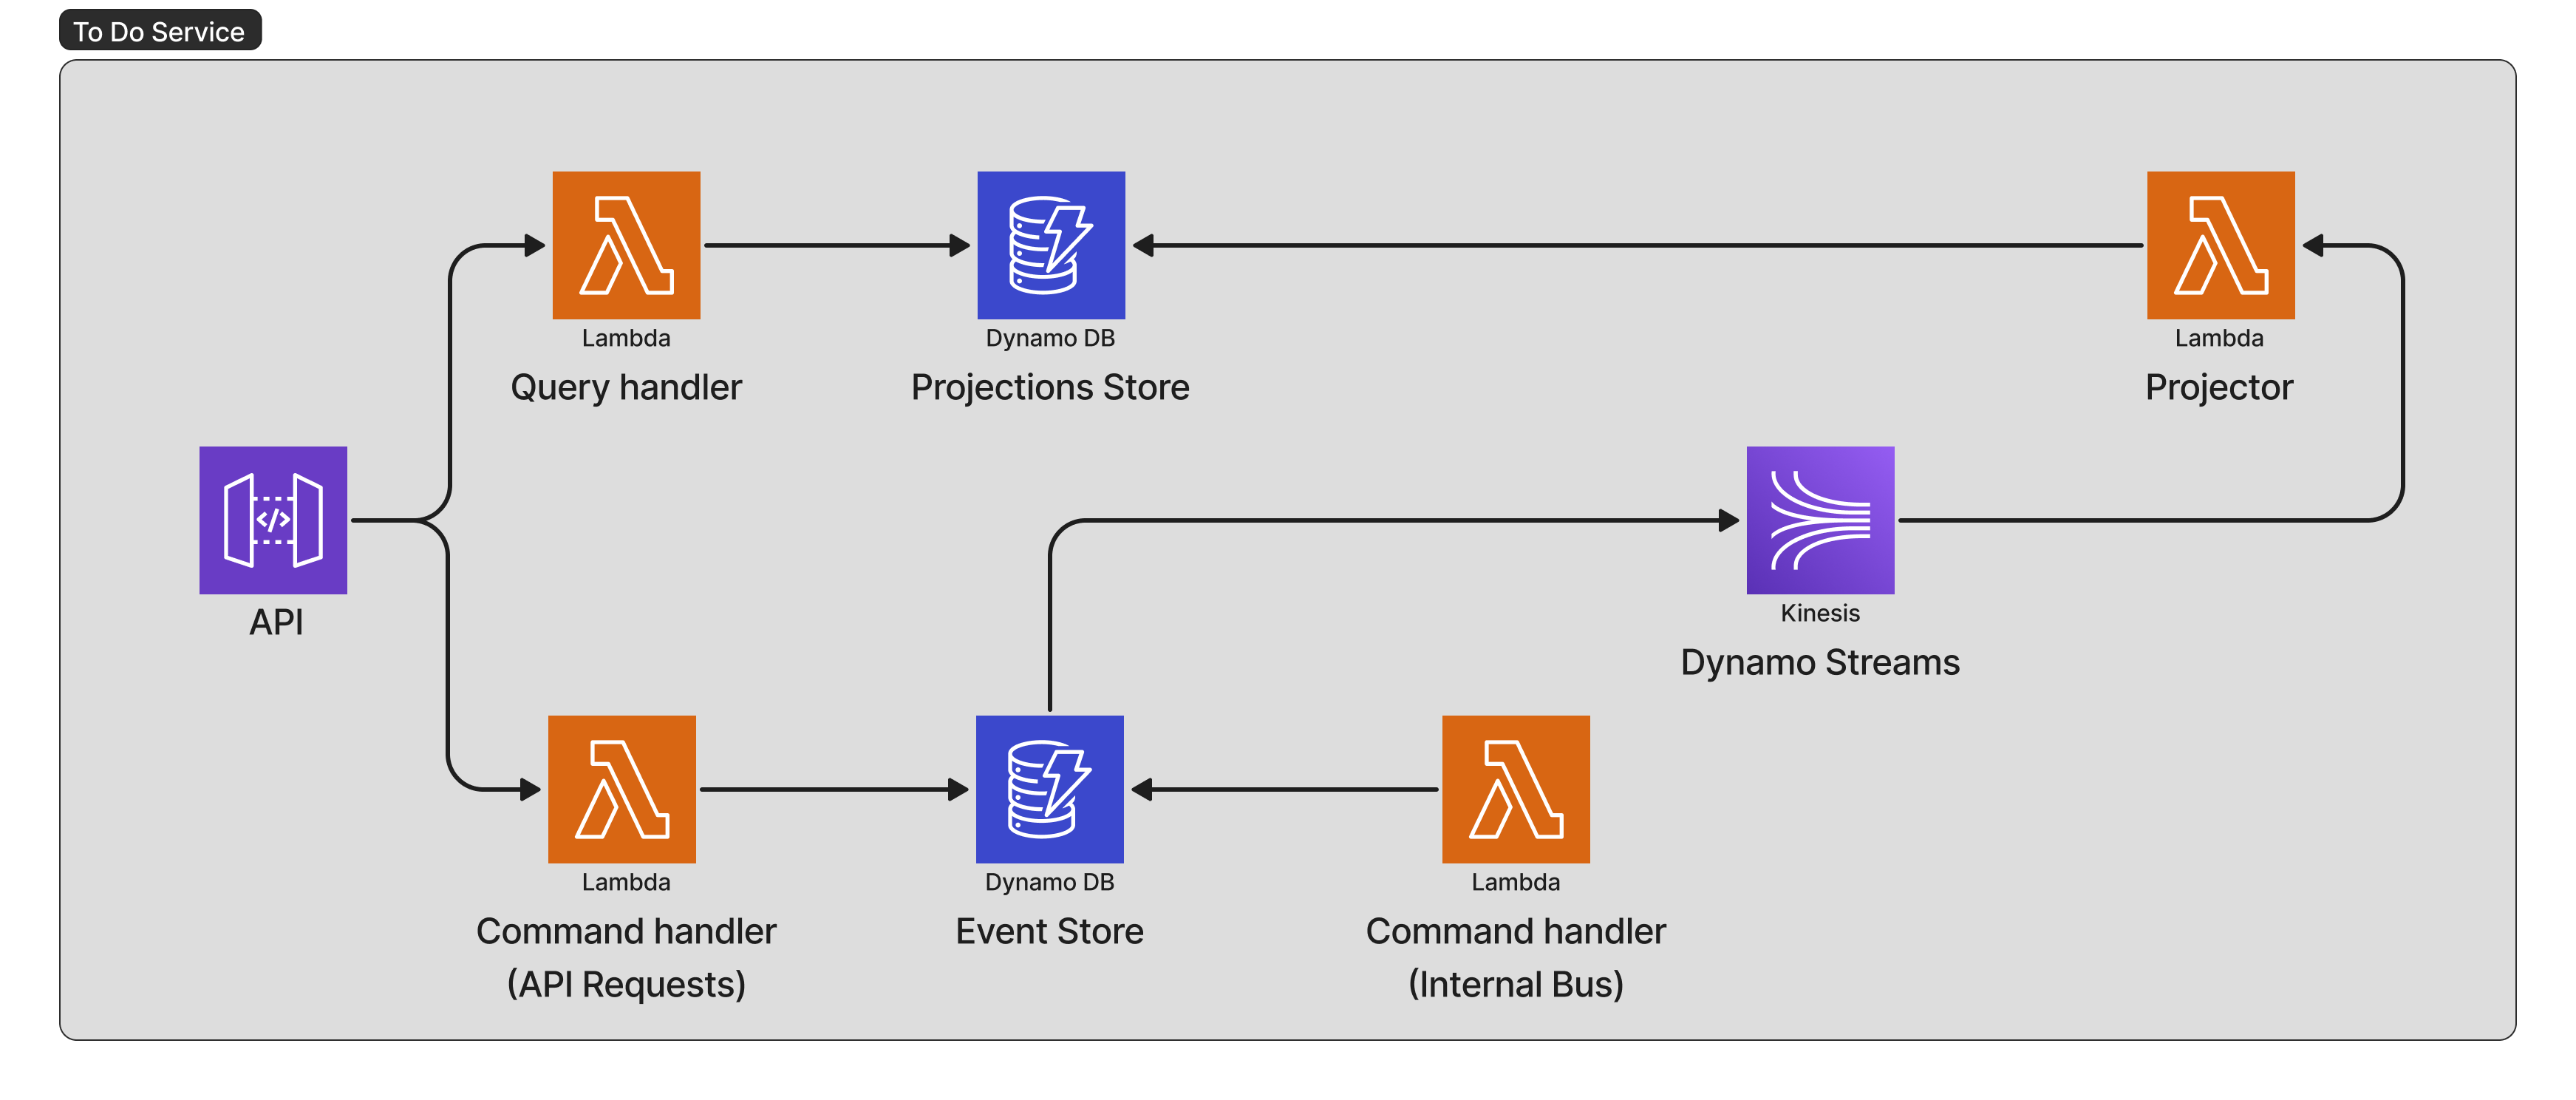 To Do Service
Lambda
Query handler
Dynamo DB
Projections Store
Lambda
Projector
</>
API
Kinesis
Dynamo Streams
Lambda
Command handler
(API Requests)
Dynamo DB
Event Store
Lambda
Command handler
(Internal Bus)